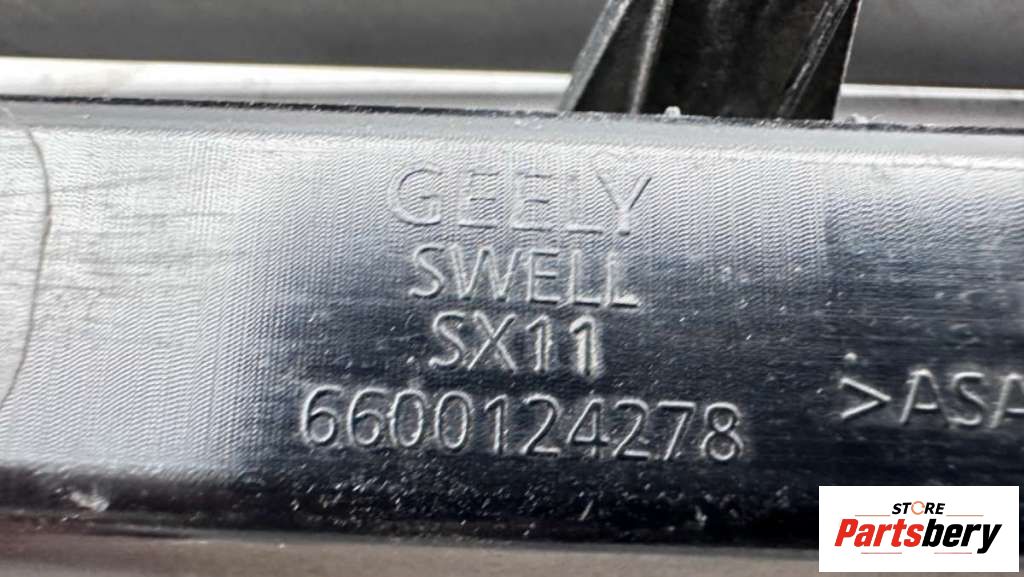 GEELY
SWELL
SX11
6600124278
>ASA
STORE
Partsbery